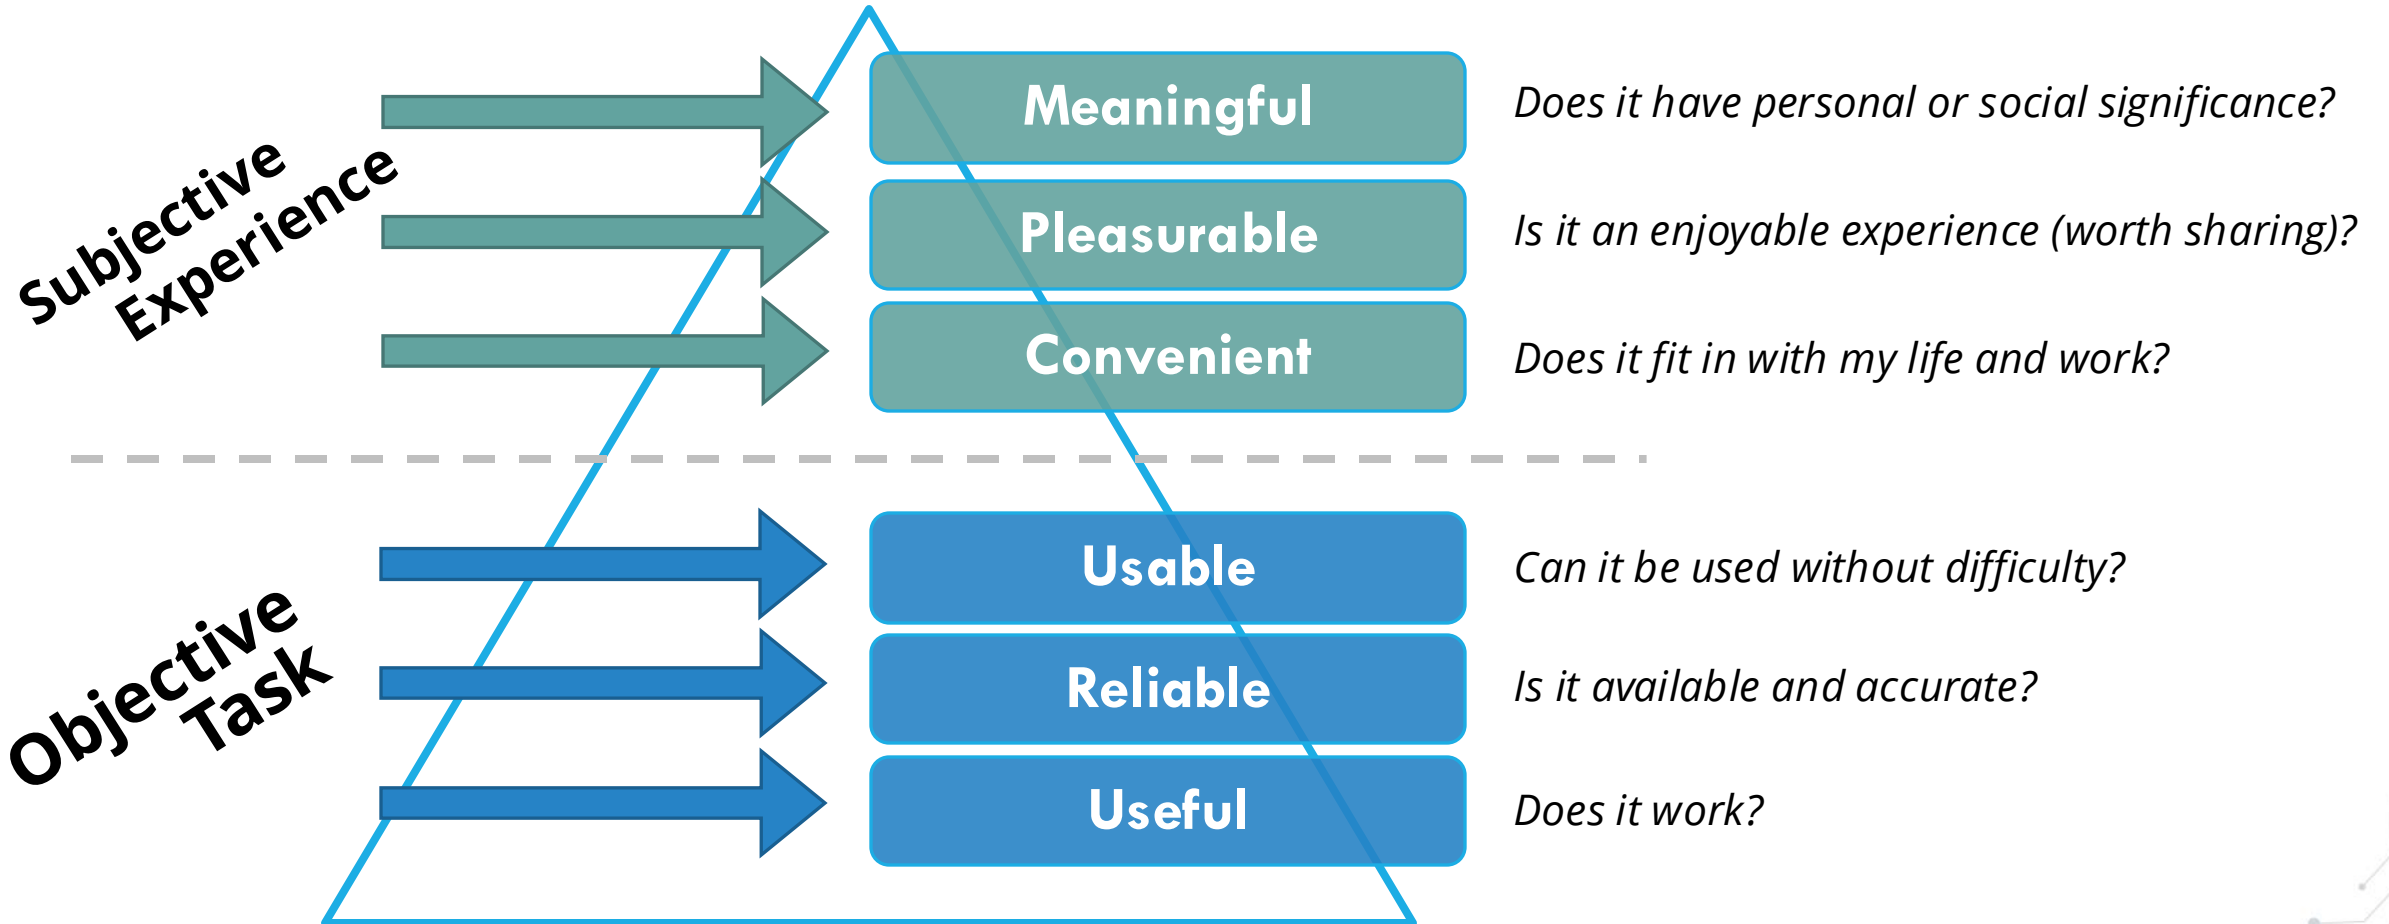 Subjective
Experience
Meaningful
Does it have personal or social significance?
Pleasurable
Is it an enjoyable experience (worth sharing)?
Convenient
Does it fit in with my life and work?
Objective
Task
Usable
Can it be used without difficulty?
Reliable
Is it available and accurate?
Useful
Does it work?